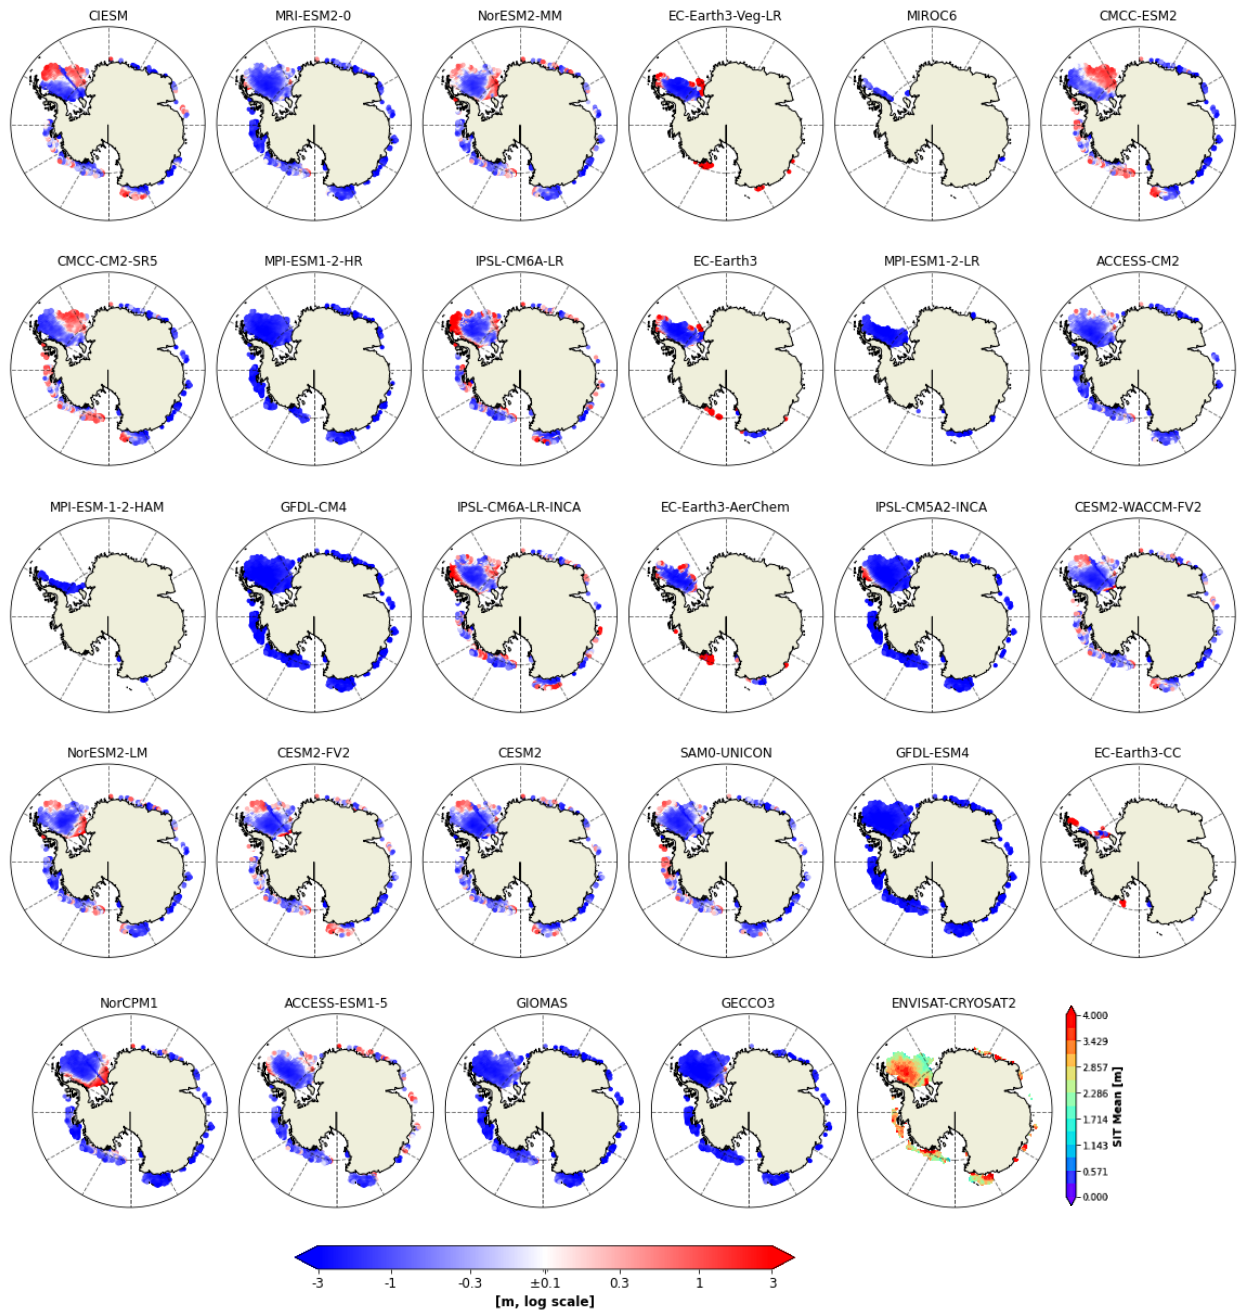 CIESM
MRI-ESM2-0
NorESM2-MM
EC-Earth3-Veg-LR
MIROC6
CMCC-ESM2
CMCC-CM2-SR5
MPI-ESM1-2-HR
IPSL-CM6A-LR
EC-Earth3
MPI-ESM1-2-LR
ACCESS-CM2
MPI-ESM-1-2-HAM
GFDL-CM4
IPSL-CM6A-LR-INCA
EC-Earth3-AerChem
IPSL-CM5A2-INCA
CESM2-WACCM-FV2
NorESM2-LM
CESM2-FV2
CESM2
SAM0-UNICON
GFDL-ESM4
EC-Earth3-CC
NorCPM1
ACCESS-ESM1-5
GIOMAS
GECCO3
ENVISAT-CRYOSAT2
4.000
3.429
2.857
2.286
1.714
1.143
0.571
0.000
SIT Mean [m]
-3
-1
-0.3
±0.1
0.3
1
3
[m, log scale]